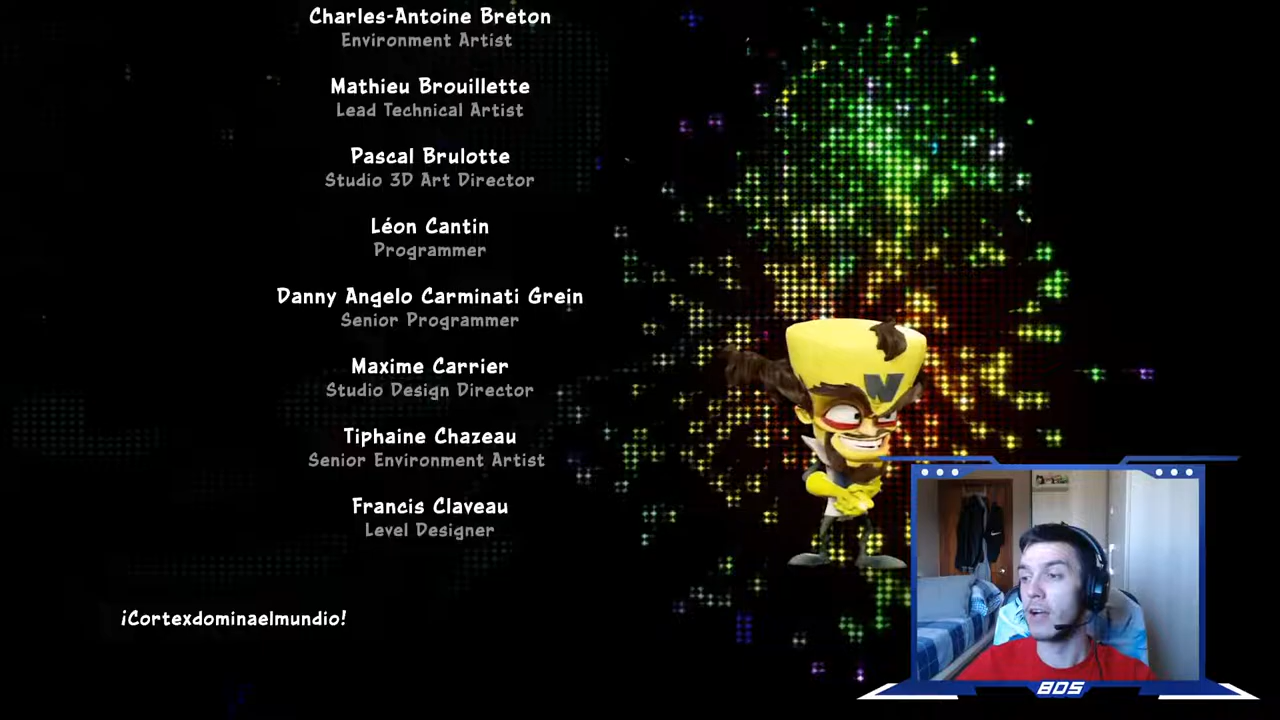 Charles-Antoine Breton
Environment Artist
Mathieu Brouillette
Lead Technical Artist
Pascal Brulotte
Studio 3D Art Director
Léon Cantin
Programmer
Danny Angelo Carminati Grein
Senior Programmer
Maxime Carrier
Studio Design Director
Tiphaine Chazeau
Senior Environment Artist
Francis Claveau
Level Designer
N
¡Cortexdominaelmundio!
BDS